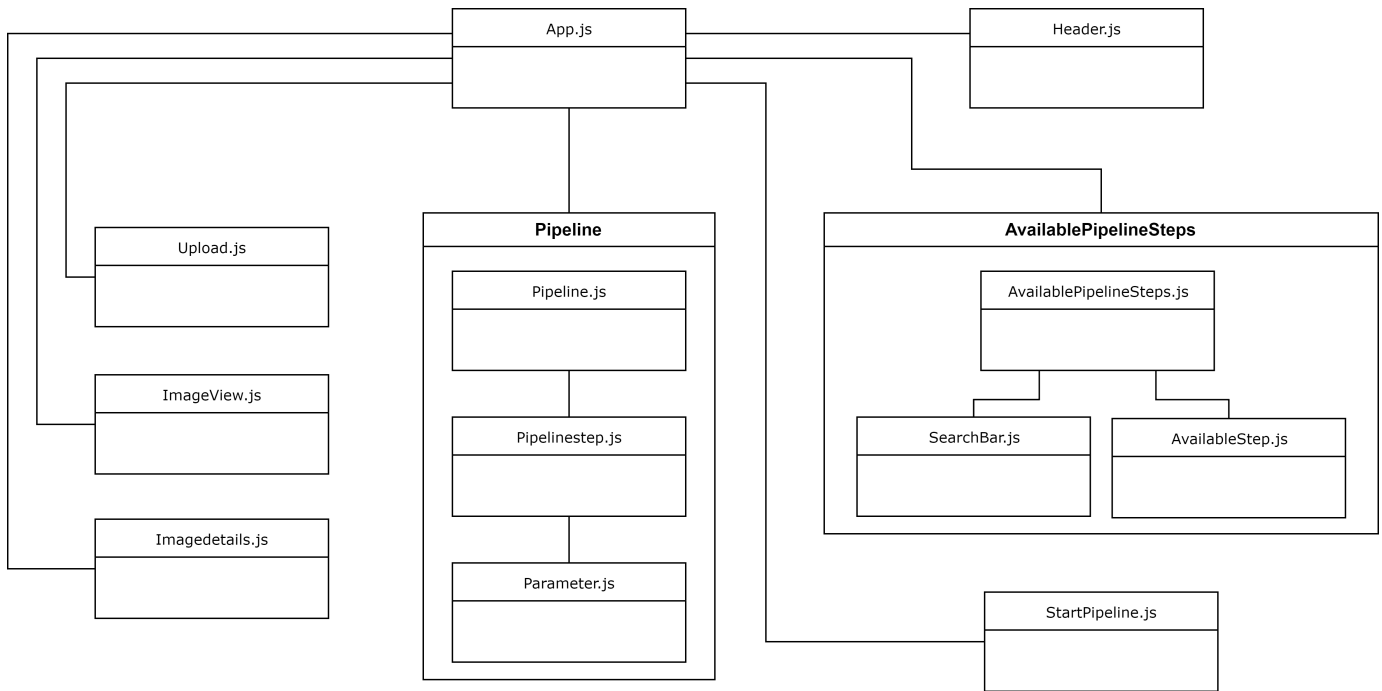 App.js
Header.js
Upload.js
ImageView.js
Imagedetails.js
Pipeline
Pipeline.js
Pipelinestep.js
Parameter.js
AvailablePipelineSteps
AvailablePipelineSteps.js
SearchBar.js
AvailableStep.js
StartPipeline.js